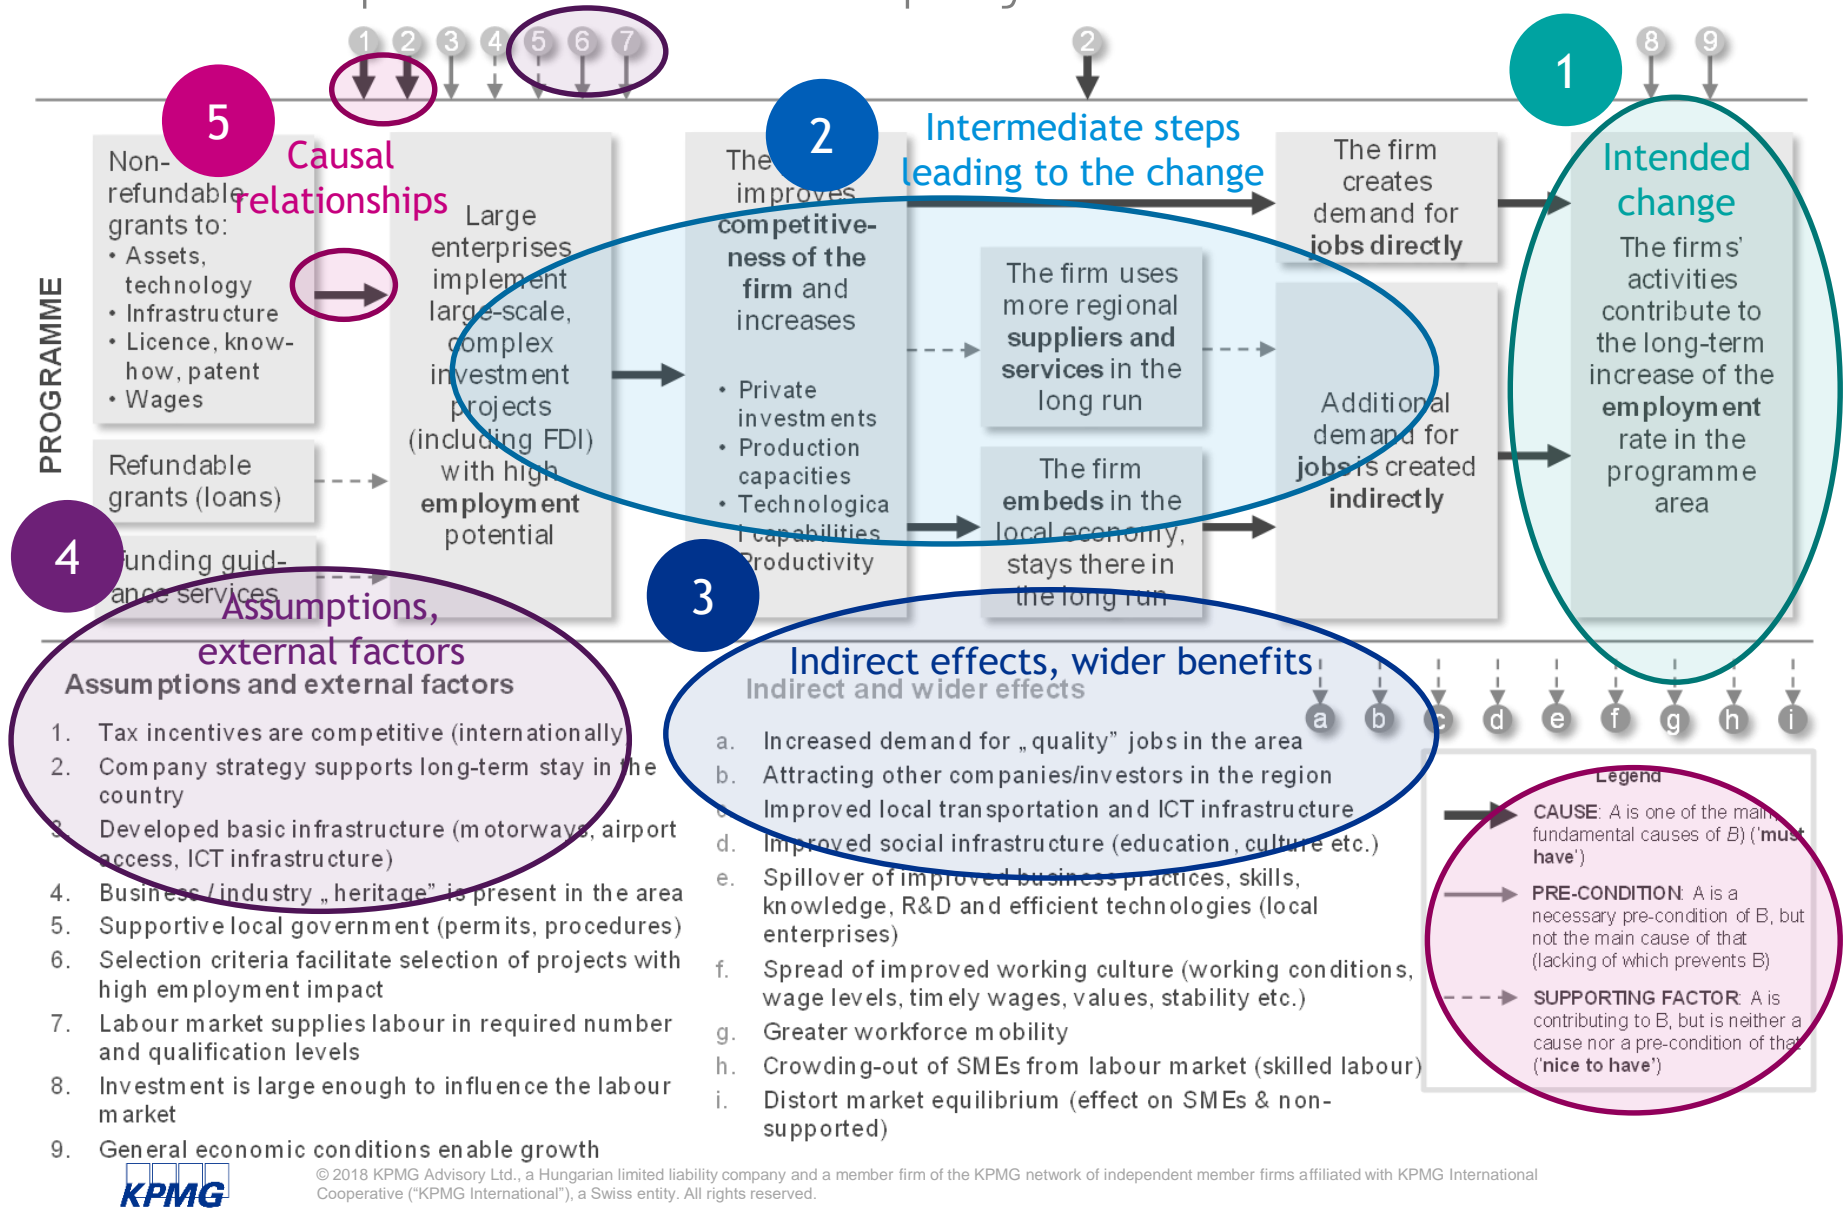 1 2 3 4 5 6 7
2
8 9
5
Causal
relationships
2
Intermediate steps
leading to the change
1
Intended
change
PROGRAMME
Non-
refundable
grants to:
• Assets,
technology
• Infrastructure
• Licence, know-
how, patent
• Wages
Refundable
grants (loans)
funding guid-
ance services
Large
enterprises
implement
large-scale,
complex
investment
projects
(including FDI)
with high
employment
potential
The
improves
competitive-
ness of the
firm and
increases
• Private
investments
• Production
capacities
• Technologica
l capabilities
Productivity
The firm uses
more regional
suppliers and
services in the
long run
The firm
embeds in the
local economy,
stays there in
the long run
The firm
creates
demand for
jobs directly
Additional
demand for
jobs is created
indirectly
The firms’
activities
contribute to
the long-term
increase of the
employment
rate in the
programme
area
4
Assumptions,
external factors
Assumptions and external factors
1. Tax incentives are competitive (internationally)
2. Company strategy supports long-term stay in the
country
3. Developed basic infrastructure (motorways, airport
access, ICT infrastructure)
4. Business / industry „heritage” is present in the area
5. Supportive local government (permits, procedures)
6. Selection criteria facilitate selection of projects with
high employment impact
7. Labour market supplies labour in required number
and qualification levels
8. Investment is large enough to influence the labour
market
9. General economic conditions enable growth
3
Indirect effects, wider benefits
Indirect and wider effects
a. Increased demand for „quality” jobs in the area
b. Attracting other companies/investors in the region
c. Improved local transportation and ICT infrastructure
d. Improved social infrastructure (education, culture etc.)
e. Spillover of improved business practices, skills,
knowledge, R&D and efficient technologies (local
enterprises)
f. Spread of improved working culture (working conditions,
wage levels, timely wages, values, stability etc.)
g. Greater workforce mobility
h. Crowding-out of SMEs from labour market (skilled labour)
i. Distort market equilibrium (effect on SMEs & non-
supported)
a b c d e f g h i
Legend
CAUSE: A is one of the main,
fundamental causes of B) (’must
have’)
PRE-CONDITION: A is a
necessary pre-condition of B, but
not the main cause of that
(lacking of which prevents B)
SUPPORTING FACTOR: A is
contributing to B, but is neither a
cause nor a pre-condition of that
(’nice to have’)
KPMG
© 2018 KPMG Advisory Ltd., a Hungarian limited liability company and a member firm of the KPMG network of independent member firms affiliated with KPMG International
Cooperative (“KPMG International”), a Swiss entity. All rights reserved.